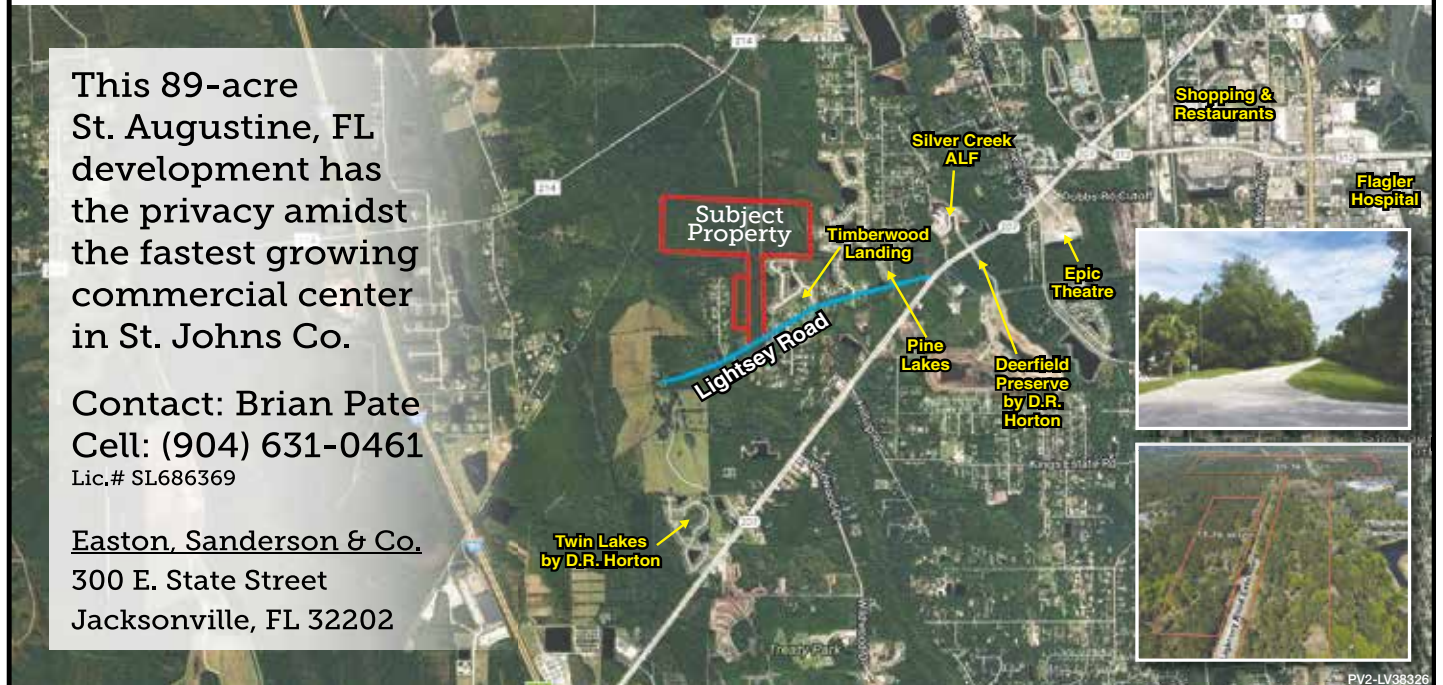 This 89-acre
St. Augustine, FL
development has
the privacy amidst
the fastest growing
commercial center
in St. Johns Co.
Contact: Brian Pate
Cell: (904) 631-0461
Lic.# SL686369
Easton, Sanderson & Co.
300 E. State Street
Jacksonville, FL 32202
214
214
Subject
Property
Timberwood
Landing
Silver Creek
ALF
Shopping &
Restaurants
Flagler
Hospital
312
207
Dobbs Rd Cutoff
Epic
Theatre
Lightsey Road
Pine
Lakes
Deerfield
Preserve
by D.R.
Horton
Kings Estate Rd
207
Twin Lakes
by D.R. Horton
Treaty Park
PV2-LV38326